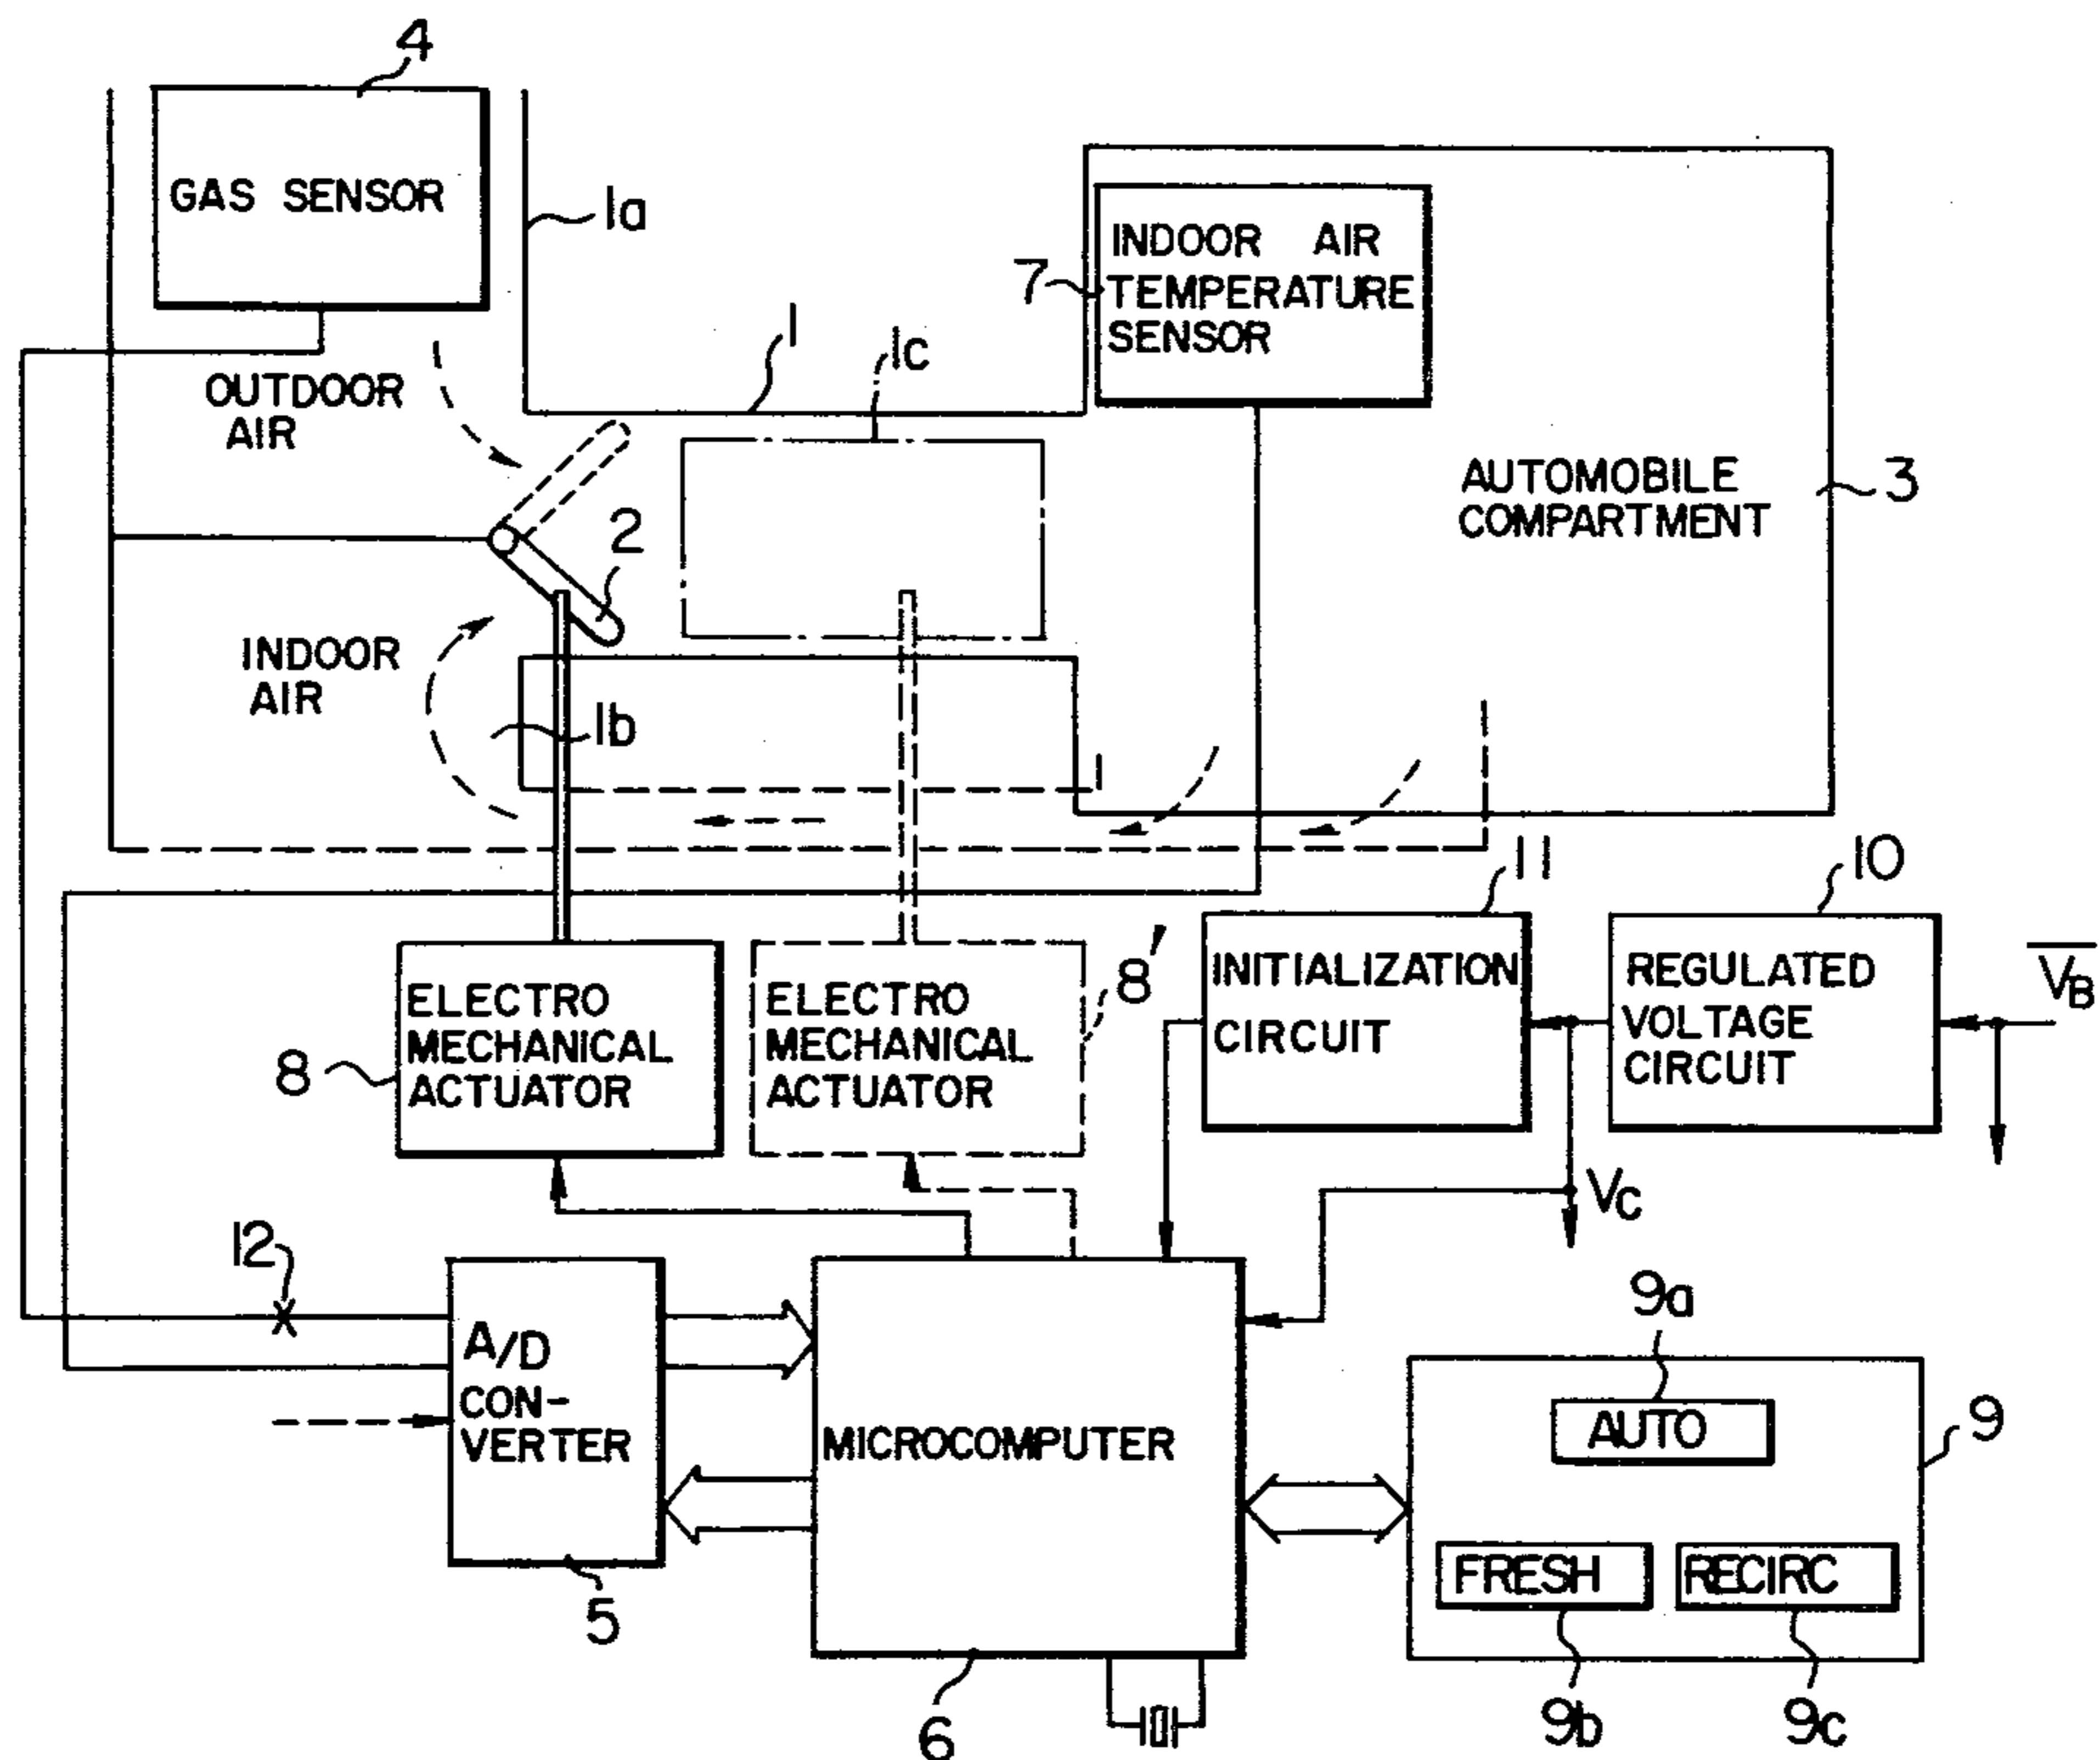 4
GAS SENSOR
1a
INDOOR AIR
TEMPERATURE
SENSOR
7
1
1c
OUTDOOR
AIR
AUTOMOBILE
COMPARTMENT
3
2
INDOOR
AIR
1b
11
10
INITIALIZATION
CIRCUIT
REGULATED
VOLTAGE
CIRCUIT
VB
ELECTRO
MECHANICAL
ACTUATOR
8
ELECTRO
MECHANICAL
ACTUATOR
8'
VC
12
A/D
CON-
VERTER
MICROCOMPUTER
9a
AUTO
9
FRESH
RECIRC
5
6
9b
9c